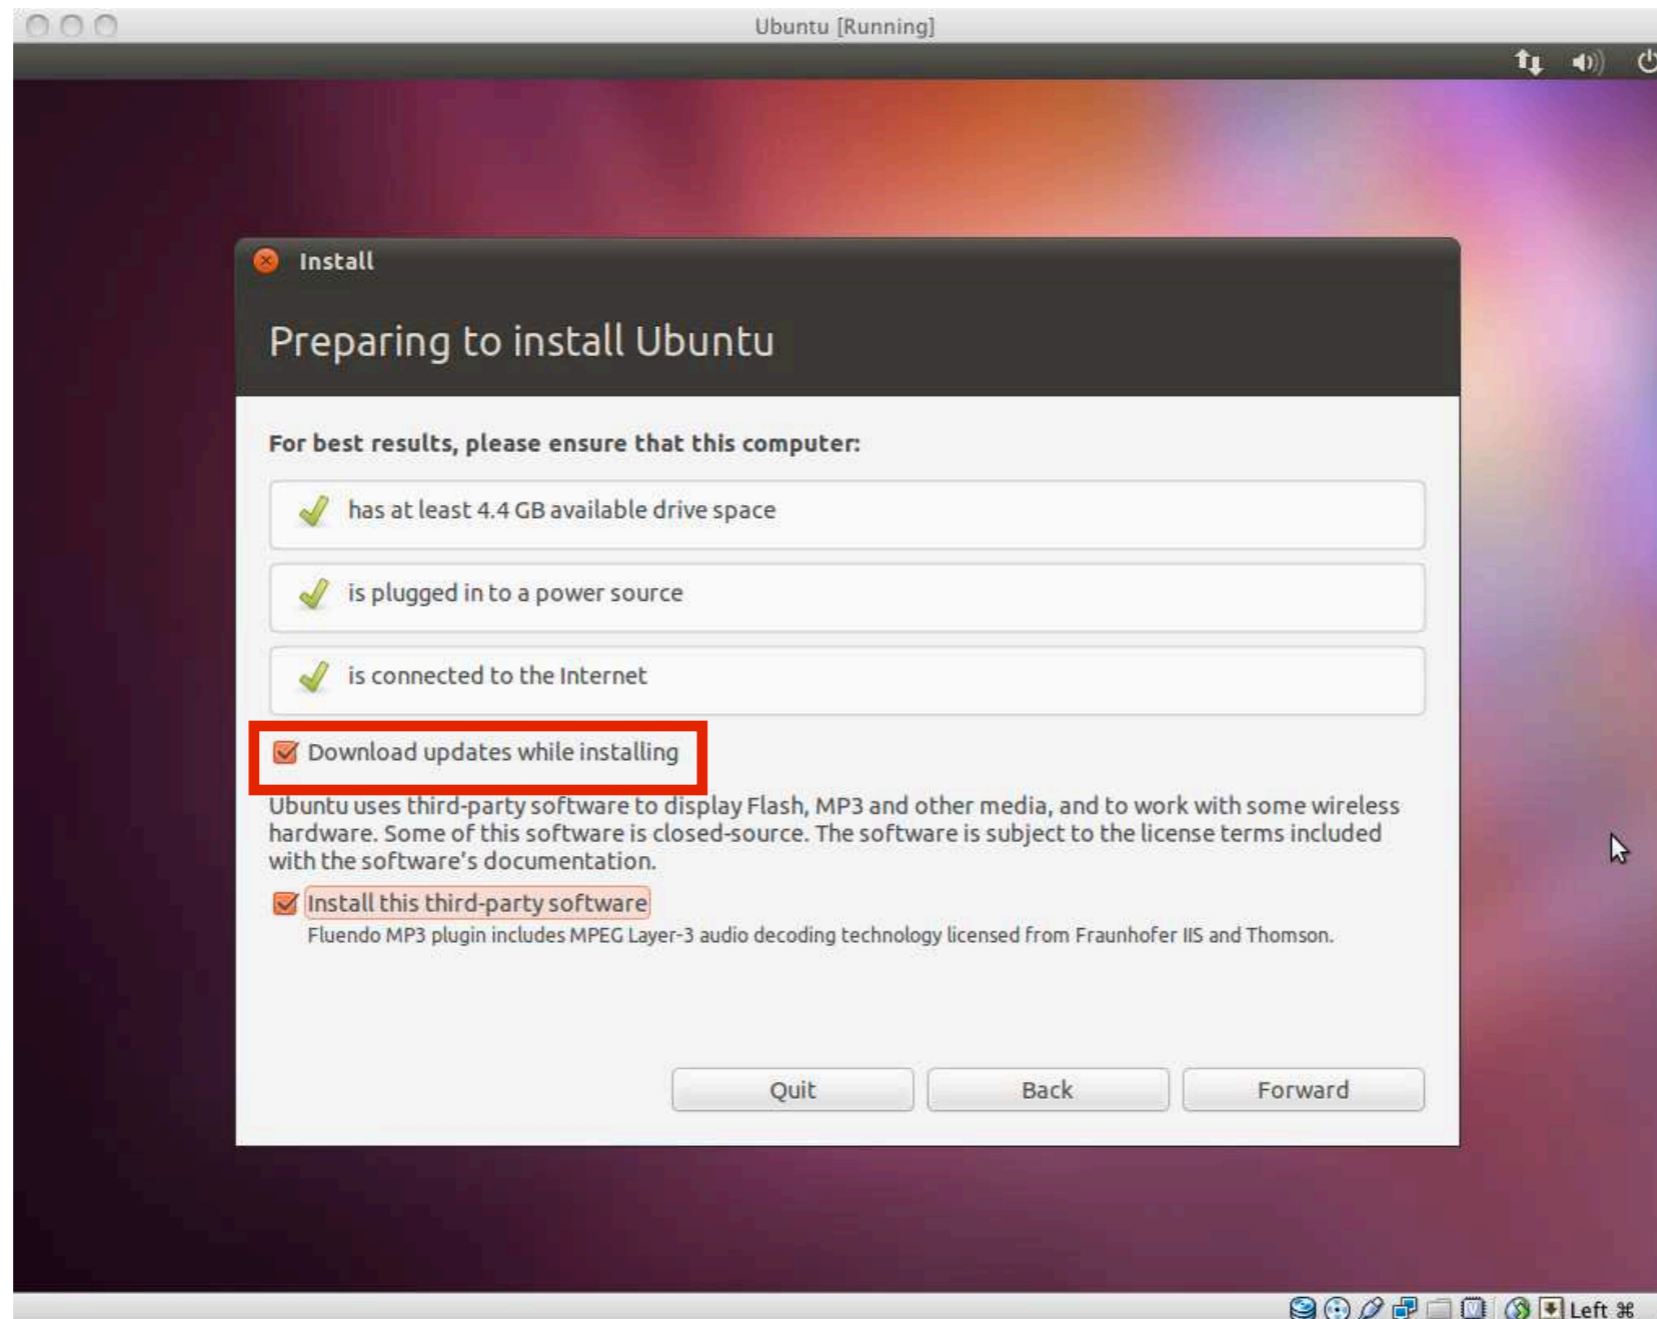 Ubuntu [Running]
Install
Preparing to install Ubuntu
For best results, please ensure that this computer:
has at least 4.4 GB available drive space
is plugged in to a power source
is connected to the Internet
Download updates while installing
Ubuntu uses third-party software to display Flash, MP3 and other media, and to work with some wireless
hardware. Some of this software is closed-source. The software is subject to the license terms included
with the software's documentation.
Install this third-party software
Fluendo MP3 plugin includes MPEG Layer-3 audio decoding technology licensed from Fraunhofer IIS and Thomson.
Quit Back Forward
Left ⌘